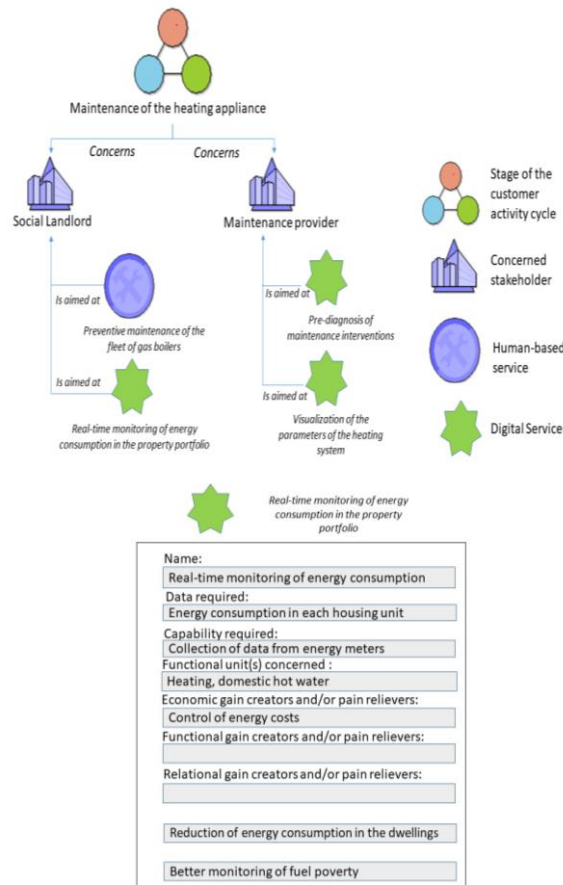 Maintenance of the heating appliance
Concerns
Concerns
Social Landlord
Maintenance provider
Is aimed at
Preventive maintenance of the
fleet of gas boilers
Is aimed at
Real-time monitoring of energy
consumption in the property portfolio
Is aimed at
Pre-diagnosis of
maintenance interventions
Is aimed at
Visualization of the
parameters of the heating
system
Stage of the
customer
activity cycle
Concerned
stakeholder
Human-based
service
Digital Service
Real-time monitoring of energy
consumption in the property
portfolio
Name:
Real-time monitoring of energy consumption
Data required:
Energy consumption in each housing unit
Capability required:
Collection of data from energy meters
Functional unit(s) concerned :
Heating, domestic hot water
Economic gain creators and/or pain relievers:
Control of energy costs
Functional gain creators and/or pain relievers:
Relational gain creators and/or pain relievers:
Reduction of energy consumption in the dwellings
Better monitoring of fuel poverty